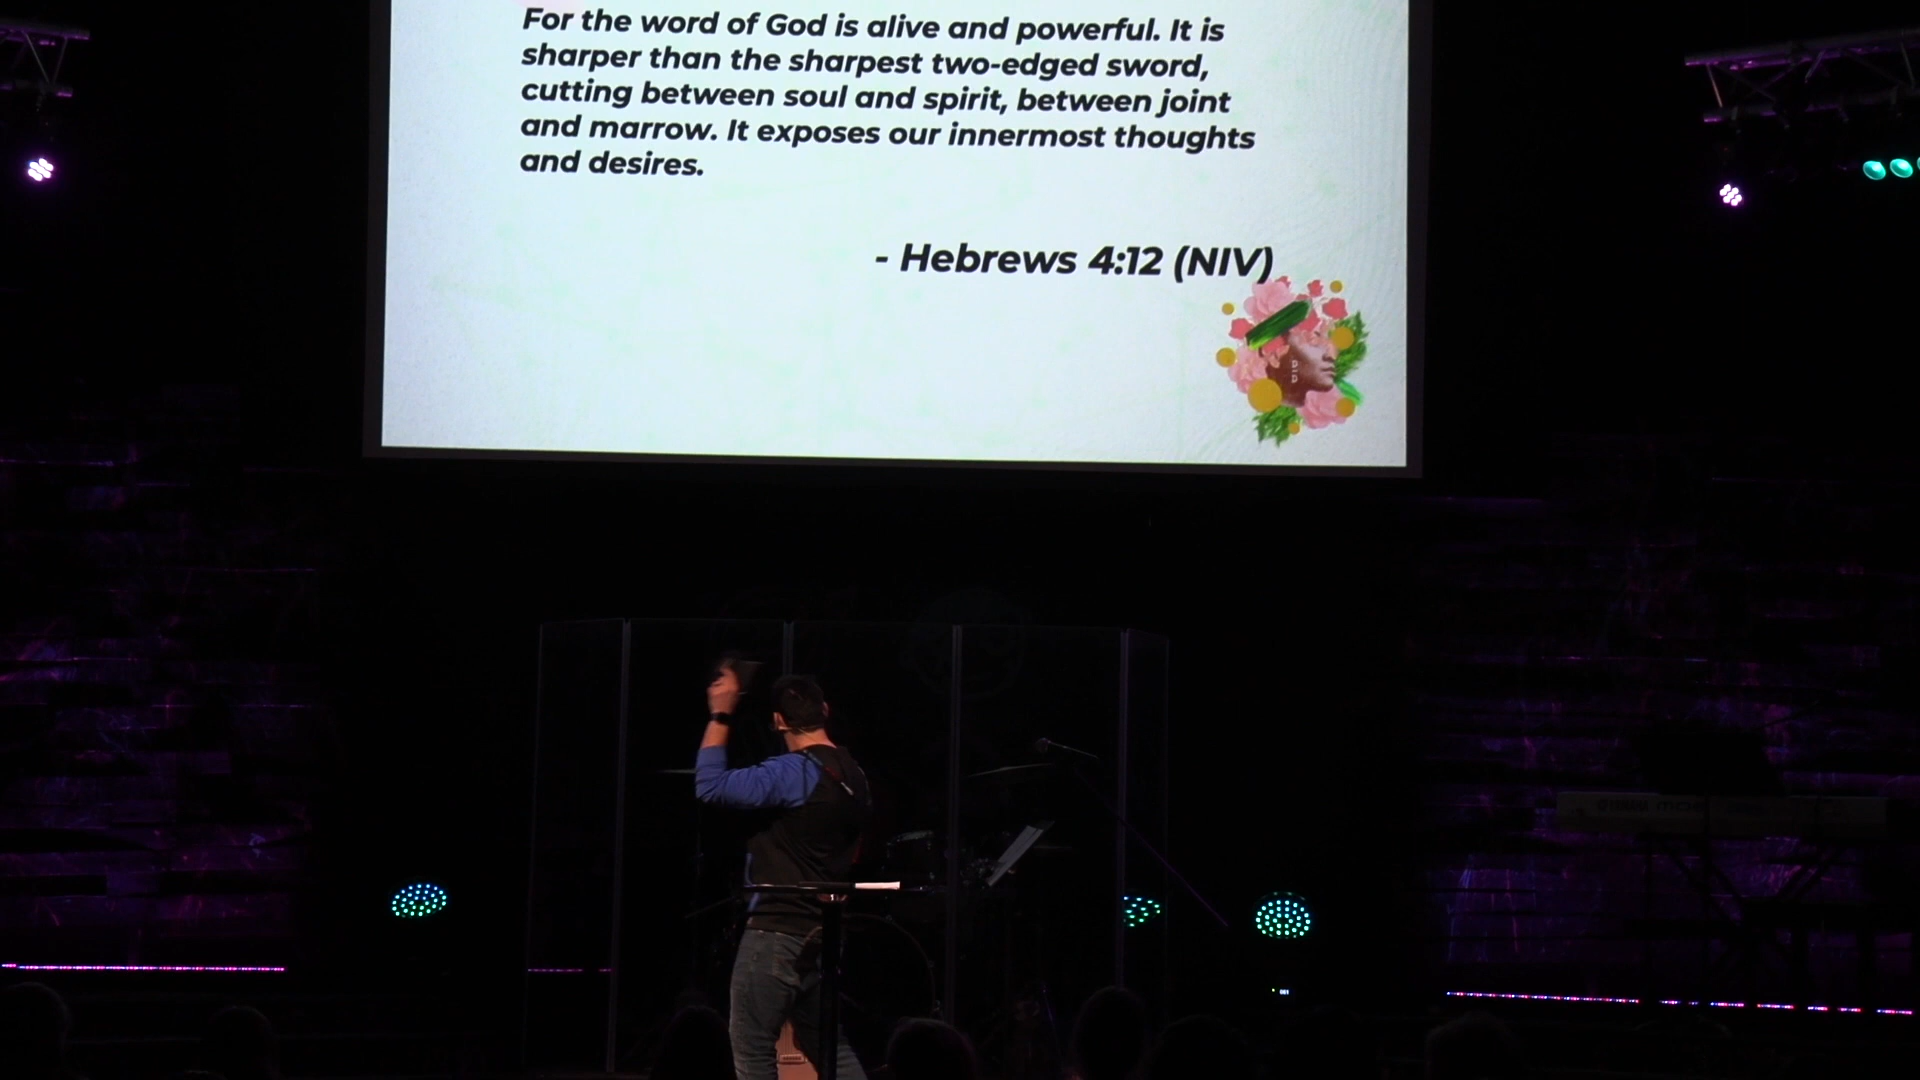 For the word of God is alive and powerful. It is
sharper than the sharpest two-edged sword,
cutting between soul and spirit, between joint
and marrow. It exposes our innermost thoughts
and desires.
- Hebrews 4:12 (NIV)